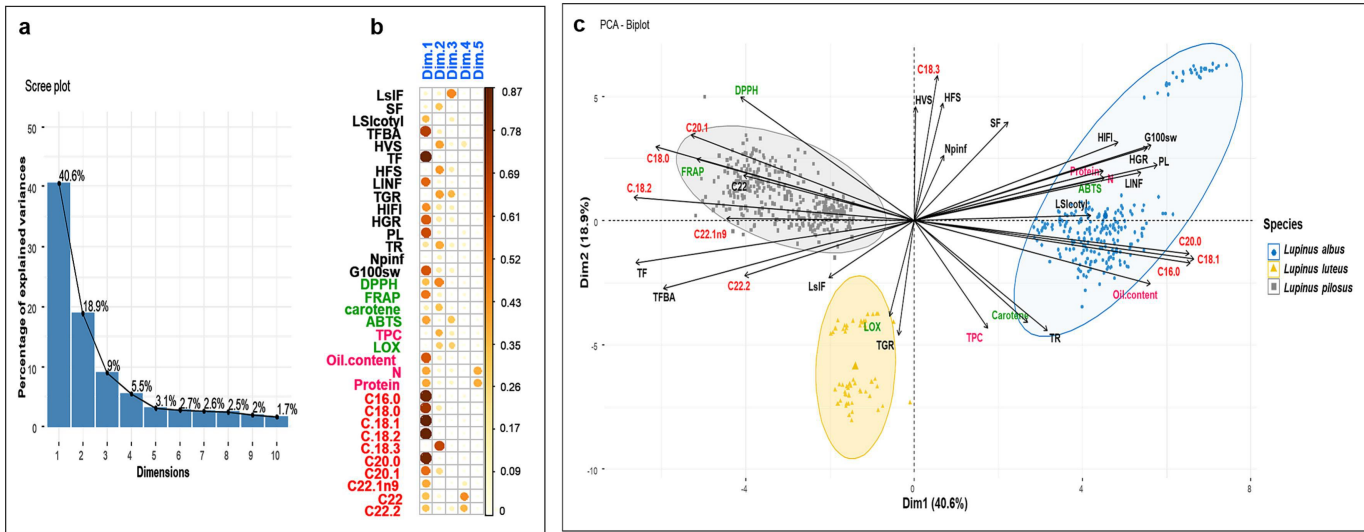 a
Scree plot
Percentage of explained variances
50
40
30
20
10
0
40.6%
18.9%
9%
5.5%
3.1%
2.7%
2.6%
2.5%
2%
1.7%
1 2 3 4 5 6 7 8 9 10
Dimensions
b
Dim.1
Dim.2
Dim.3
Dim.4
Dim.5
LsIF
SF
LSlcotyl
TFBA
HVS
TF
HFS
LINF
TGR
HIFI
HGR
PL
TR
Npinf
G100sw
DPPH
FRAP
carotene
ABTS
TPC
LOX
Oil.content
N
Protein
C16.0
C18.0
C.18.1
C.18.2
C.18.3
C20.0
C20.1
C22.1n9
C22
C22.2
0.87
0.78
0.69
0.61
0.52
0.43
0.35
0.26
0.17
0.09
0
c
PCA - Biplot
Dim2 (18.9%)
5
0
-5
-10
C18.3
DPPH
HVS
HFS
SF
C20.1
C18.0
Npinf
HIFI
G100sw
HGR
PL
FRAP
Protein
N
LINF
ABTS
C22
C.18.2
LSleotyl
C22.1n9
C20.0
C18.1
C16.0
TF
TFBA
C22.2
LsIF
Oil.content
LOX
TGR
TPC
Carotene
TR
-4
0
4
8
Dim1 (40.6%)
Species
Lupinus albus
Lupinus luteus
Lupinus pilosus